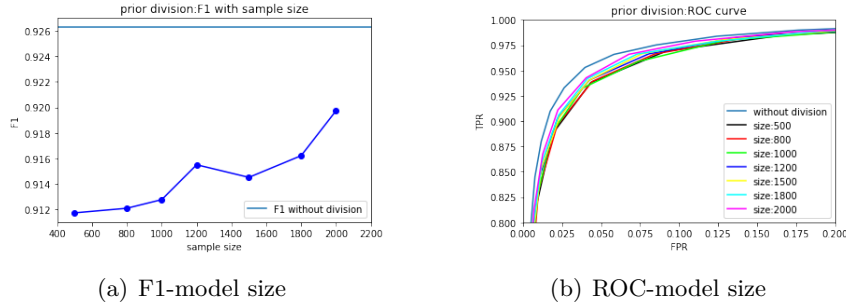 prior division:F1 with sample size
0.926
0.924
0.922
0.920
0.918
0.916
0.914
0.912
F1
400 600 800 1000 1200 1400 1600 1800 2000 2200
sample size
F1 without division
(a) F1-model size
prior division:ROC curve
1.000
0.975
0.950
0.925
0.900
0.875
0.850
0.825
0.800
TPR
0.000 0.025 0.050 0.075 0.100 0.125 0.150 0.175 0.200
FPR
without division
size:500
size:800
size:1000
size:1200
size:1500
size:1800
size:2000
(b) ROC-model size